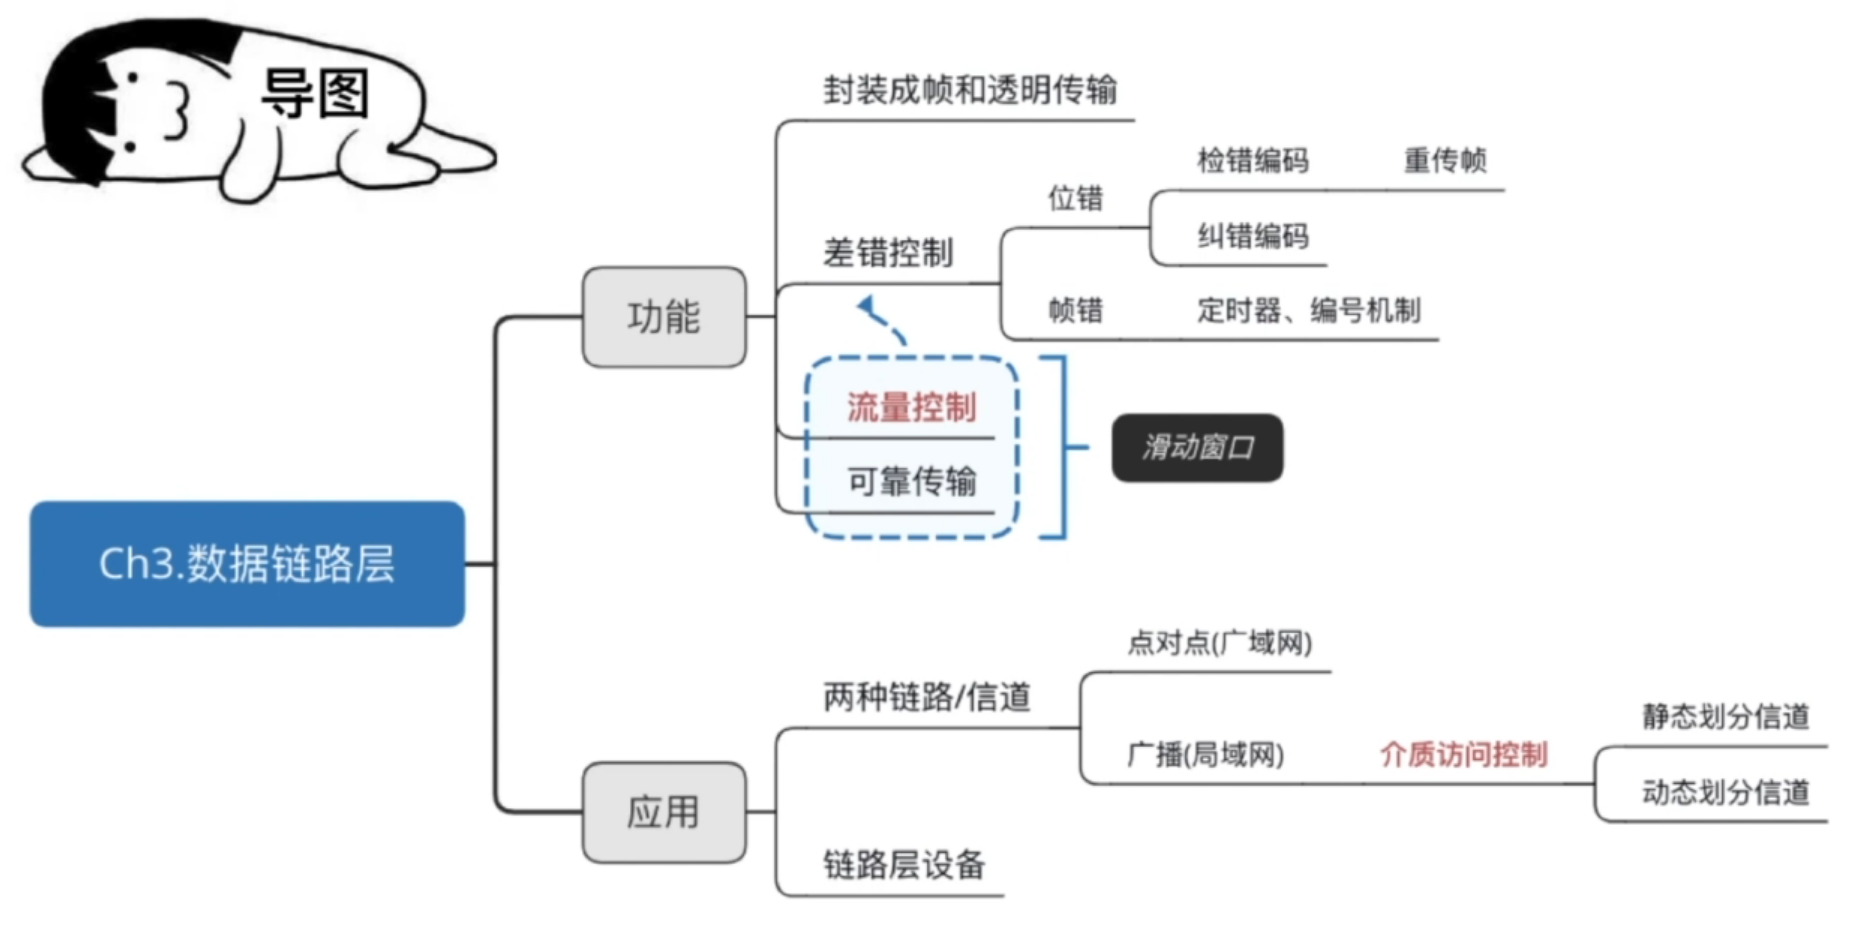 导图
Ch3.数据链路层
功能
封装成帧和透明传输
差错控制
位错
检错编码
重传帧
纠错编码
帧错
定时器、编号机制
流量控制
可靠传输
滑动窗口
应用
两种链路/信道
点对点(广域网)
广播(局域网)
介质访问控制
静态划分信道
动态划分信道
链路层设备